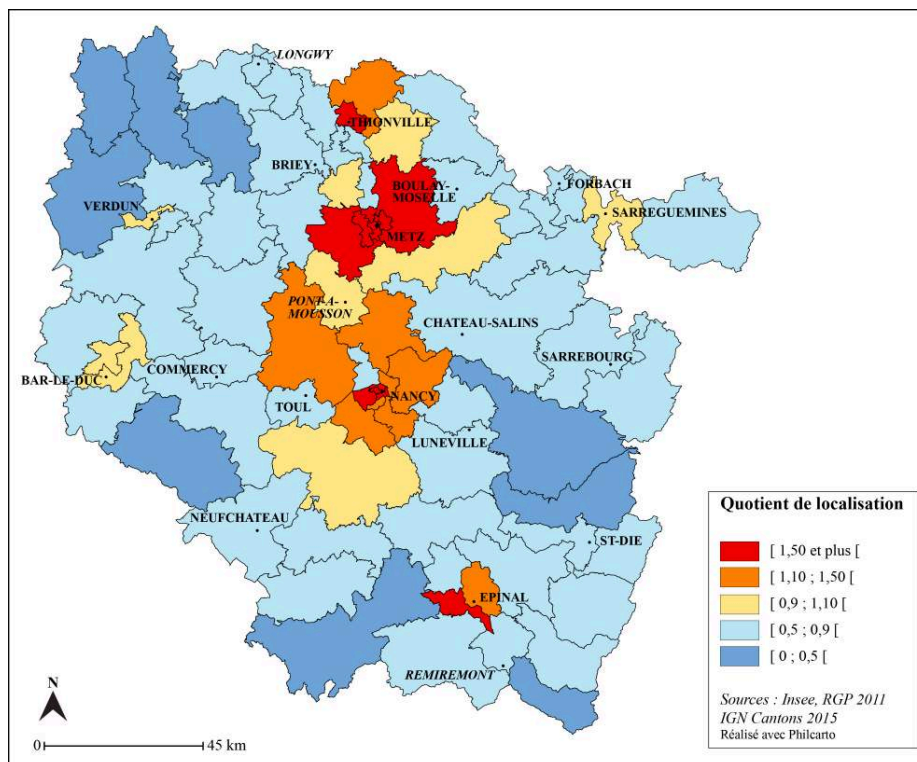 LONGWY
THIONVILLE
BRIEY
BOULAY-
MOSELLE
FORBACH
VERDUN
SARREGUEMINES
METZ
PONT-A-
MOUSSON
CHATEAU-SALINS
SARREBOURG
BAR-LE-DUC
COMMERCY
TOUL
NANCY
LUNEVILLE
NEUFCHATEAU
ST-DIE
EPINAL
REMIREMONT
N
0
45 km
Quotient de localisation
[ 1,50 et plus [
[ 1,10 ; 1,50 [
[ 0,9 ; 1,10 [
[ 0,5 ; 0,9 [
[ 0 ; 0,5 [
Sources : Insee, RGP 2011
IGN Cantons 2015
Réalisé avec Philcarto